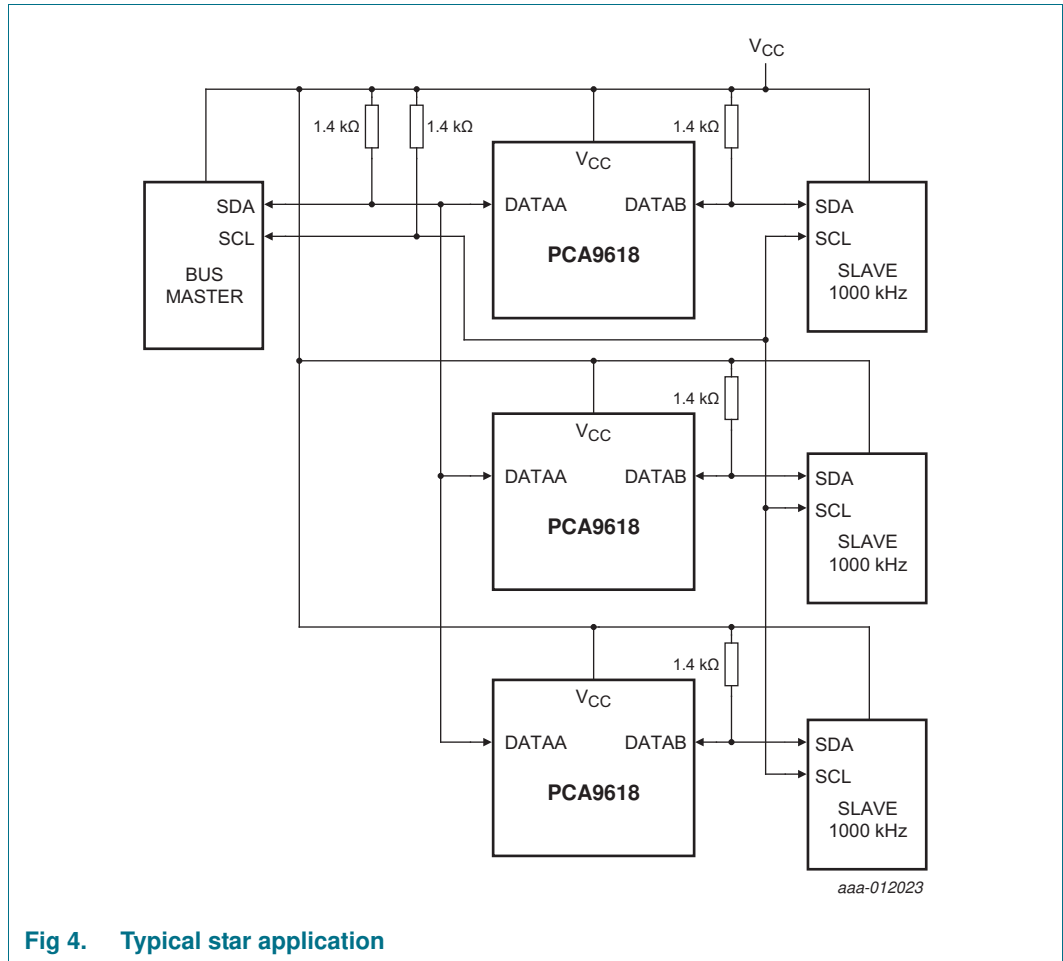 VCC
1.4 kΩ
1.4 kΩ
1.4 kΩ
VCC
SDA
SCL
BUS
MASTER
DATAA
DATAB
PCA9618
SDA
SCL
SLAVE
1000 kHz
1.4 kΩ
VCC
DATAA
DATAB
PCA9618
SDA
SCL
SLAVE
1000 kHz
1.4 kΩ
VCC
DATAA
DATAB
PCA9618
SDA
SCL
SLAVE
1000 kHz
aaa-012023
Fig 4. Typical star application